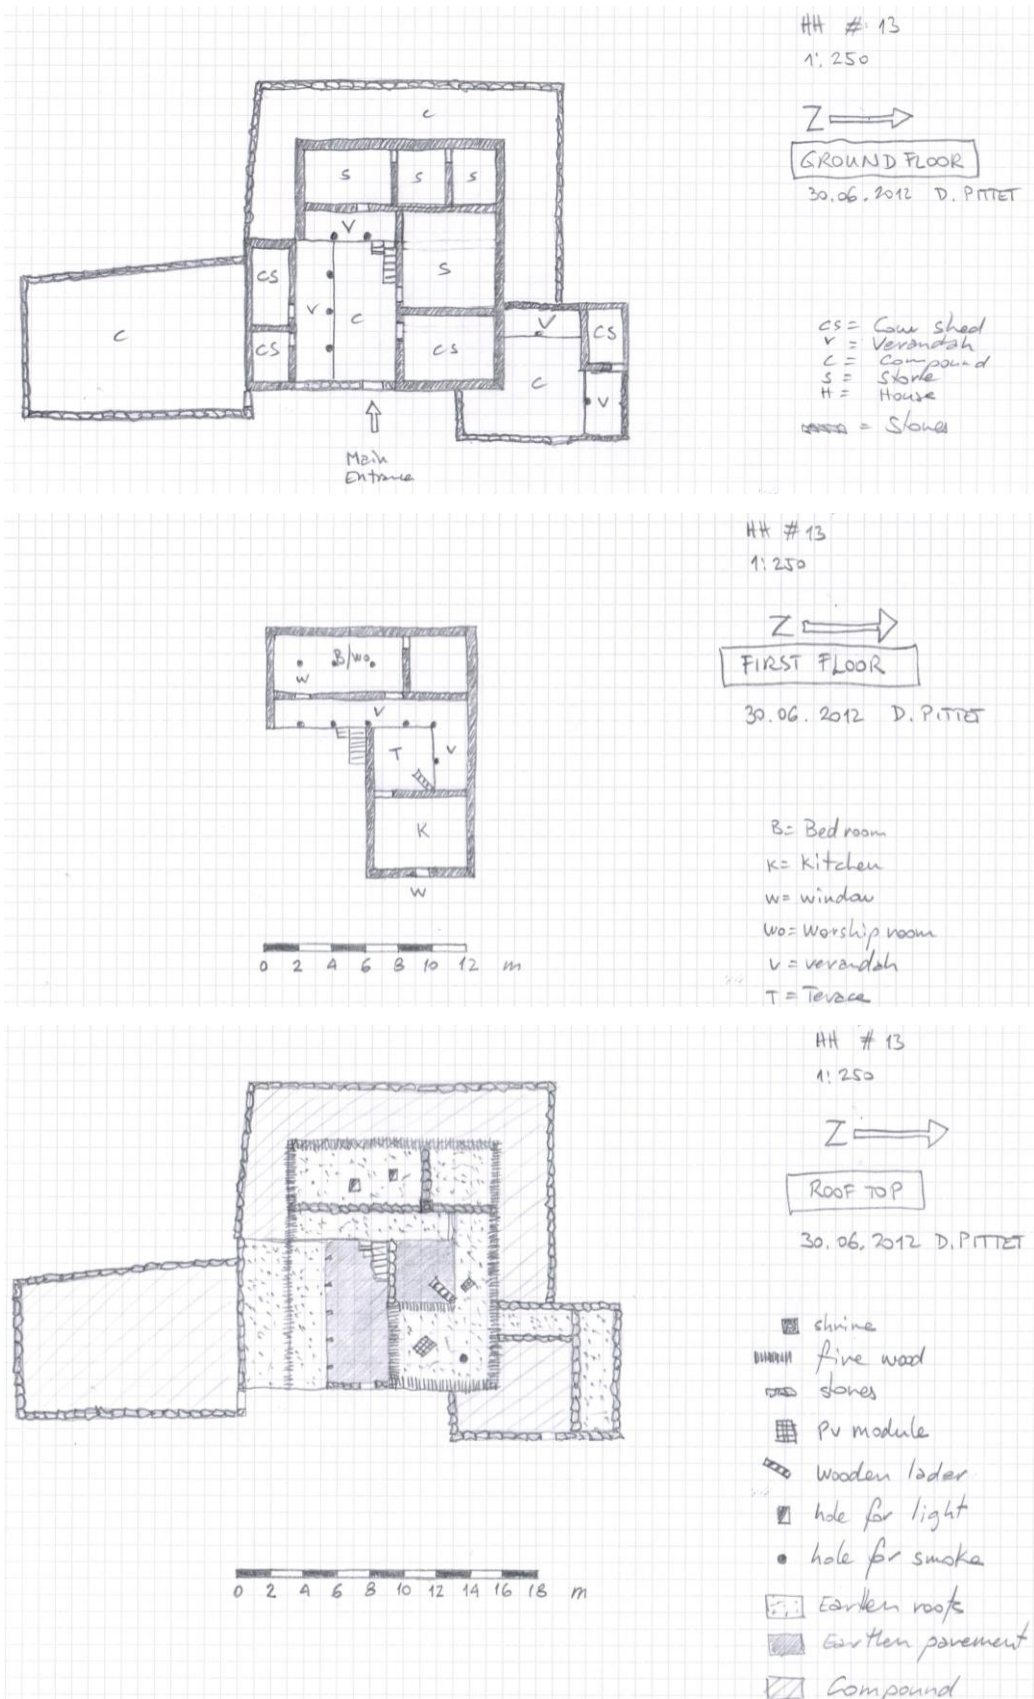 HH # 13
1:250
Z
GROUND FLOOR
30.06.2012 D. PITTET
C
S S S
V
CS
S
V C
C
CS
CS
V
CS
C
V
Main
Entrance
CS = Cow shed
V = Verandah
C = Compound
S = Store
H = House
= Stones
HH # 13
1:250
Z
FIRST FLOOR
30.06.2012 D. PITTET
B/wo
W
V
T V
K
W
0 2 4 6 8 10 12 m
B= Bedroom
K= Kitchen
W= window
Wo= Worship room
V = verandah
T = Terace
HH # 13
1:250
Z
ROOF TOP
30.06.2012 D. PITTET
shrine
fire wood
stones
PV module
Wooden lader
hole for light
hole for smoke
Earthen roofs
Earthen pavement
Compound
0 2 4 6 8 10 12 14 16 18 m